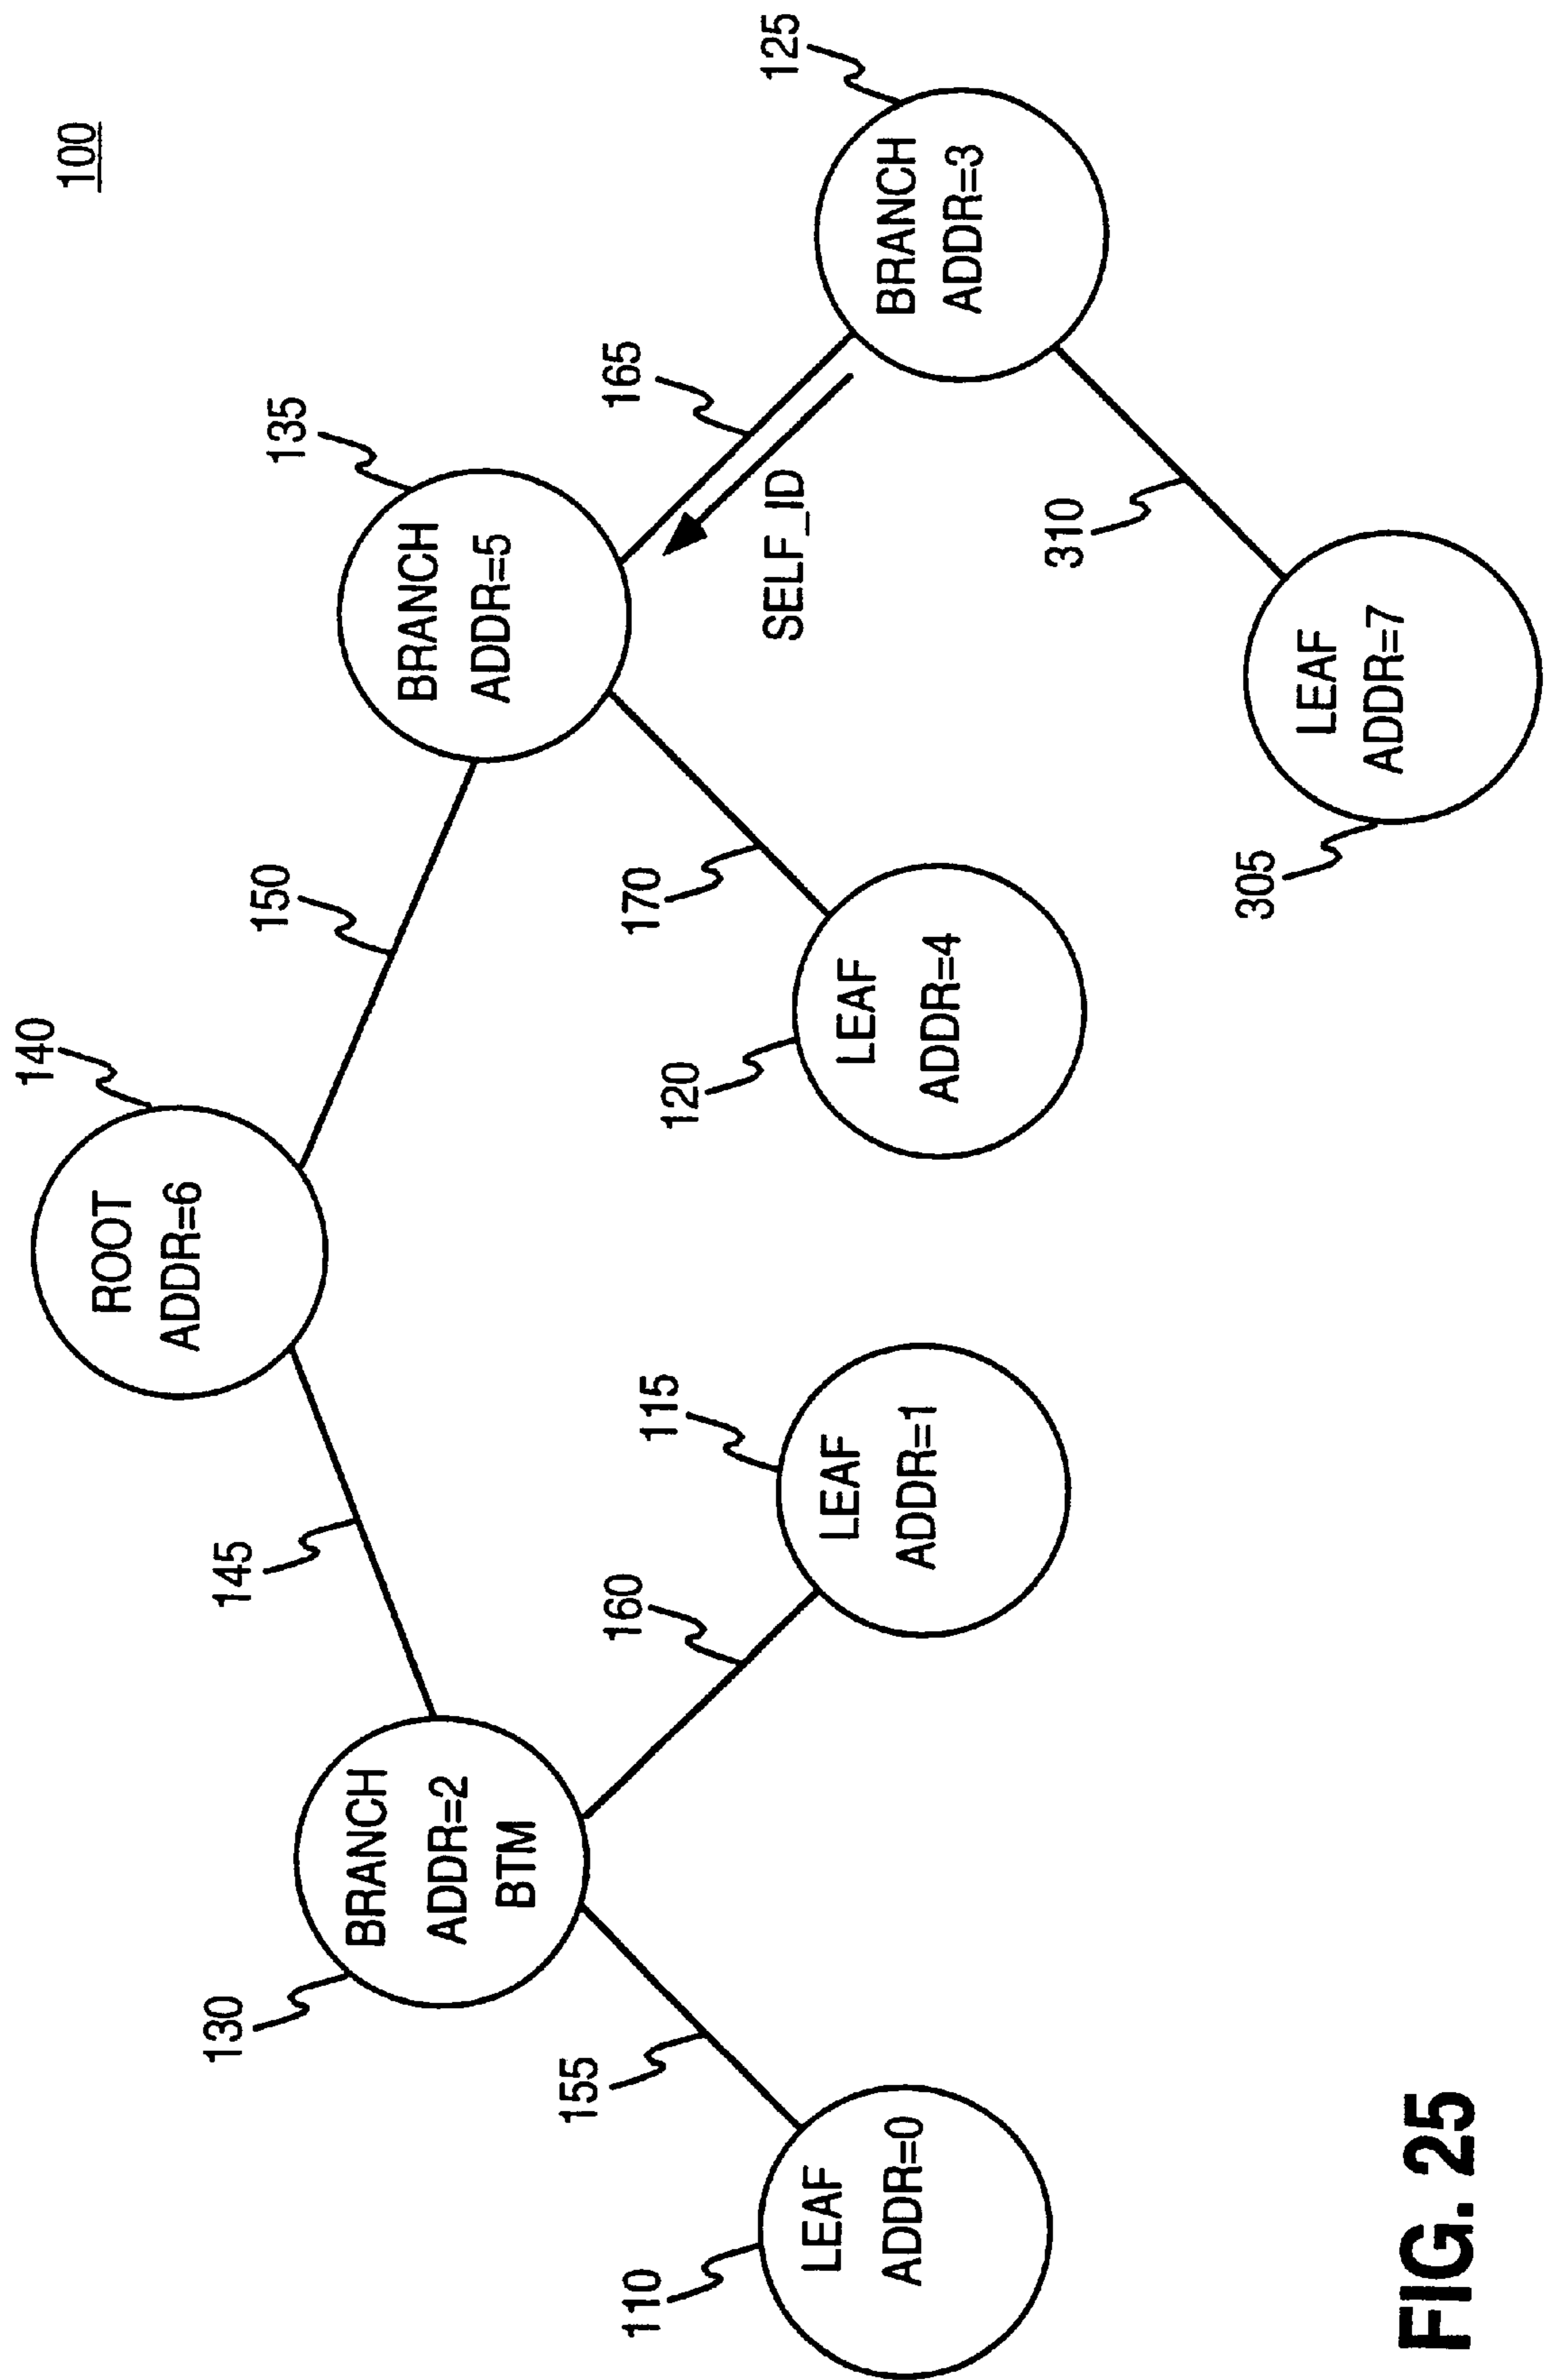 100
140
ROOT
ADDR=6
145
150
130
BRANCH
ADDR=2
BTM
135
BRANCH
ADDR=5
155
160
170
165
SELF_ID
110
LEAF
ADDR=0
115
LEAF
ADDR=1
120
LEAF
ADDR=4
125
BRANCH
ADDR=3
310
305
LEAF
ADDR=7
FIG. 25